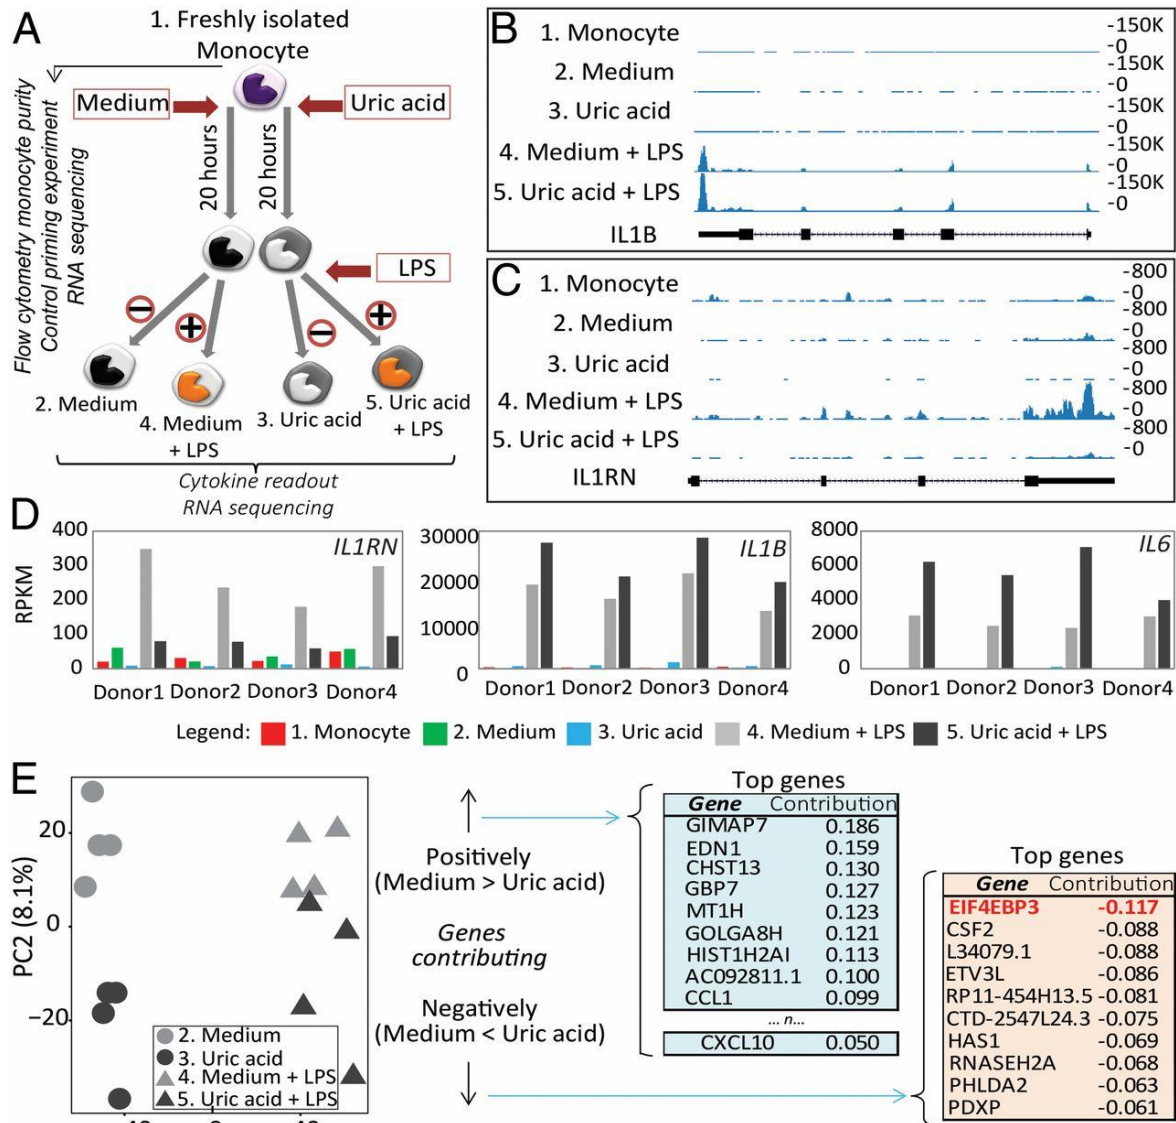 A
1. Freshly isolated
Monocyte
Medium
Uric acid
20 hours
20 hours
Flow cytometry monocyte purity
Control priming experiment
RNA sequencing
LPS
2. Medium
4. Medium
+ LPS
3. Uric acid
5. Uric acid
+ LPS
Cytokine readout
RNA sequencing
B
1. Monocyte
-150K
-0
2. Medium
-150K
-0
3. Uric acid
-150K
-0
4. Medium + LPS
-150K
-0
5. Uric acid + LPS
-150K
-0
IL1B
C
1. Monocyte
-800
-0
2. Medium
-800
-0
3. Uric acid
-800
-0
4. Medium + LPS
-800
-0
5. Uric acid + LPS
-800
-0
IL1RN
D
RPKM
400
300
200
100
0
IL1RN
Donor1 Donor2 Donor3 Donor4
30000
20000
10000
0
IL1B
Donor1 Donor2 Donor3 Donor4
8000
6000
4000
2000
0
IL6
Donor1 Donor2 Donor3 Donor4
Legend: 1. Monocyte 2. Medium 3. Uric acid 4. Medium + LPS 5. Uric acid + LPS
E
PC2 (8.1%)
20
0
−20
2. Medium
3. Uric acid
4. Medium + LPS
5. Uric acid + LPS
Positively
(Medium > Uric acid)
Genes
contributing
Negatively
(Medium < Uric acid)
Top genes
Gene Contribution
GIMAP7 0.186
EDN1 0.159
CHST13 0.130
GBP7 0.127
MT1H 0.123
GOLGA8H 0.121
HIST1H2AI 0.113
AC092811.1 0.100
CCL1 0.099
... n...
CXCL10 0.050
Top genes
Gene Contribution
EIF4EBP3 -0.117
CSF2 -0.088
L34079.1 -0.088
ETV3L -0.086
RP11-454H13.5 -0.081
CTD-2547L24.3 -0.075
HAS1 -0.069
RNASEH2A -0.068
PHLDA2 -0.063
PDXP -0.061